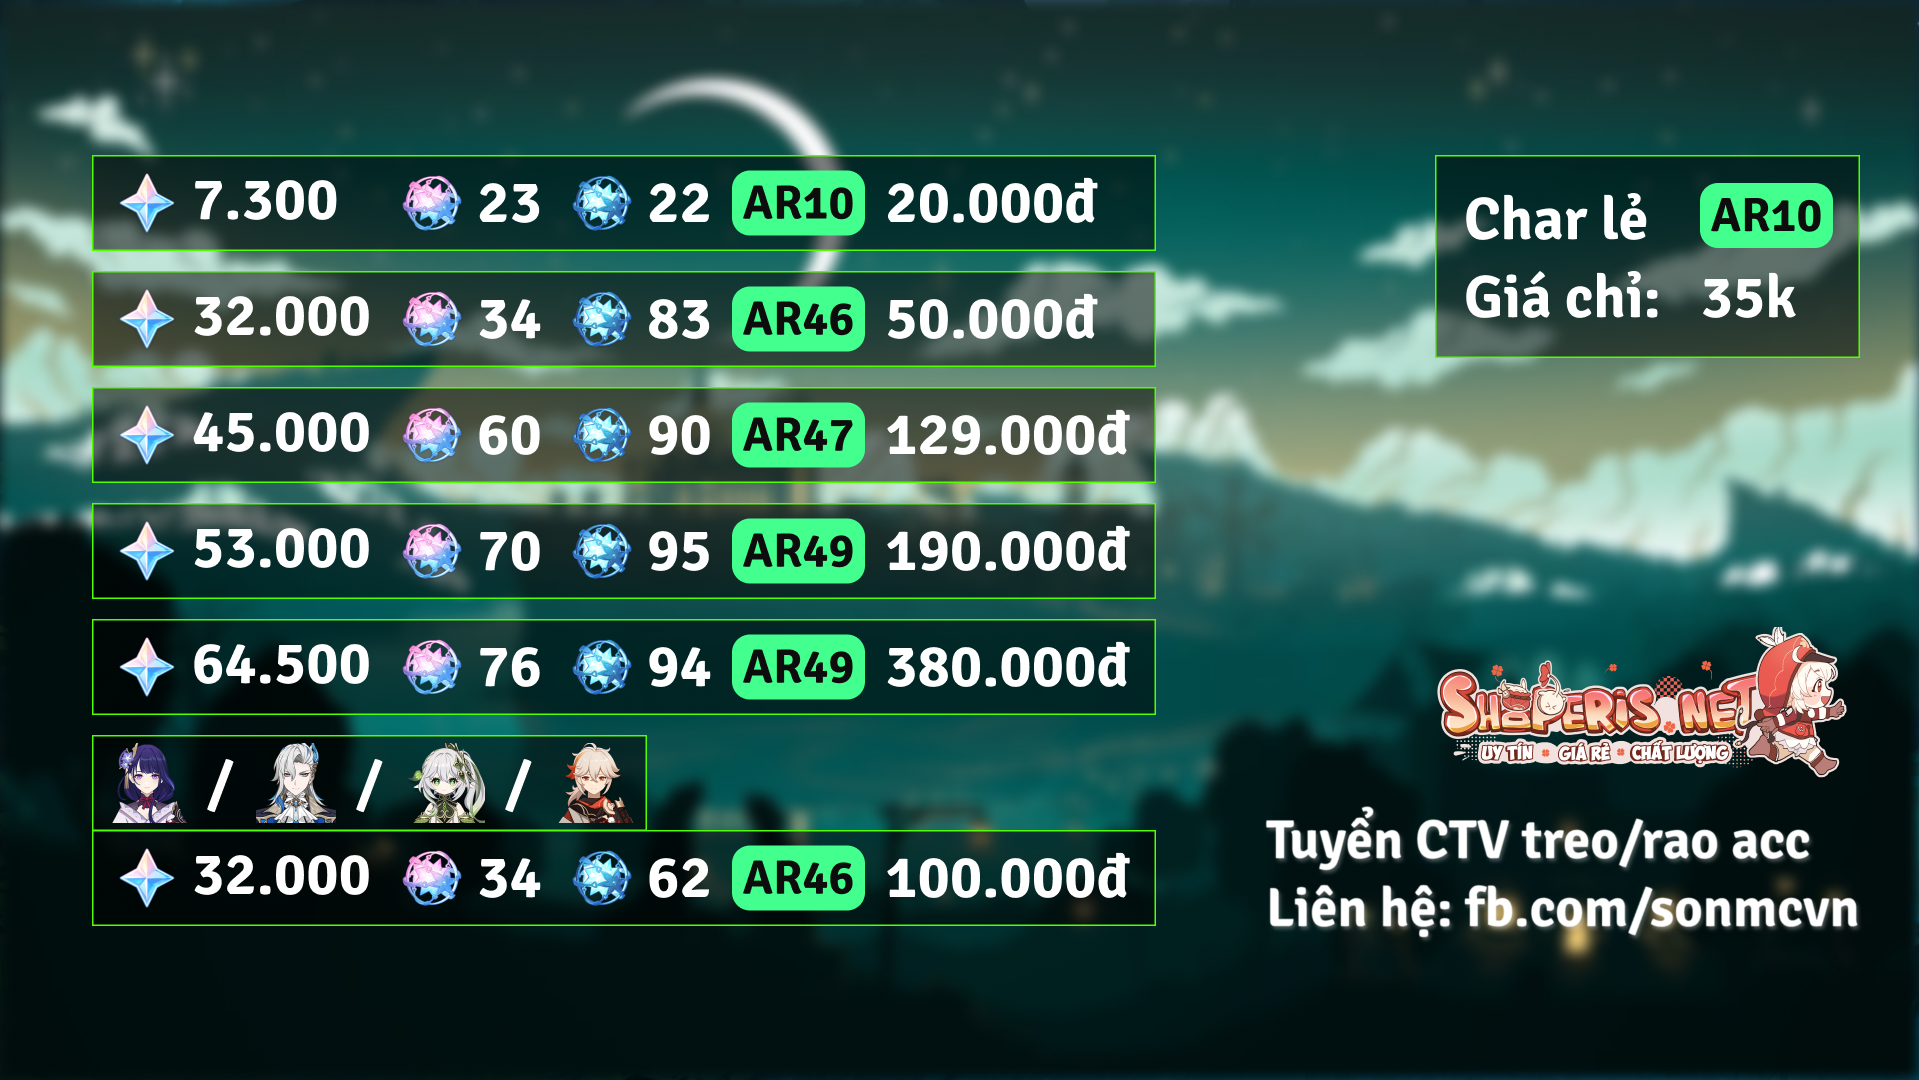 7.300 23 22 AR10 20.000đ
32.000 34 83 AR46 50.000đ
45.000 60 90 AR47 129.000đ
53.000 70 95 AR49 190.000đ
64.500 76 94 AR49 380.000đ
/ / /
32.000 34 62 AR46 100.000đ
Char lẻ AR10
Giá chỉ: 35k
SHOPERIS.NET
UY TÍN • GIÁ RẺ • CHẤT LƯỢNG
Tuyển CTV treo/rao acc
Liên hệ: fb.com/sonmcvn